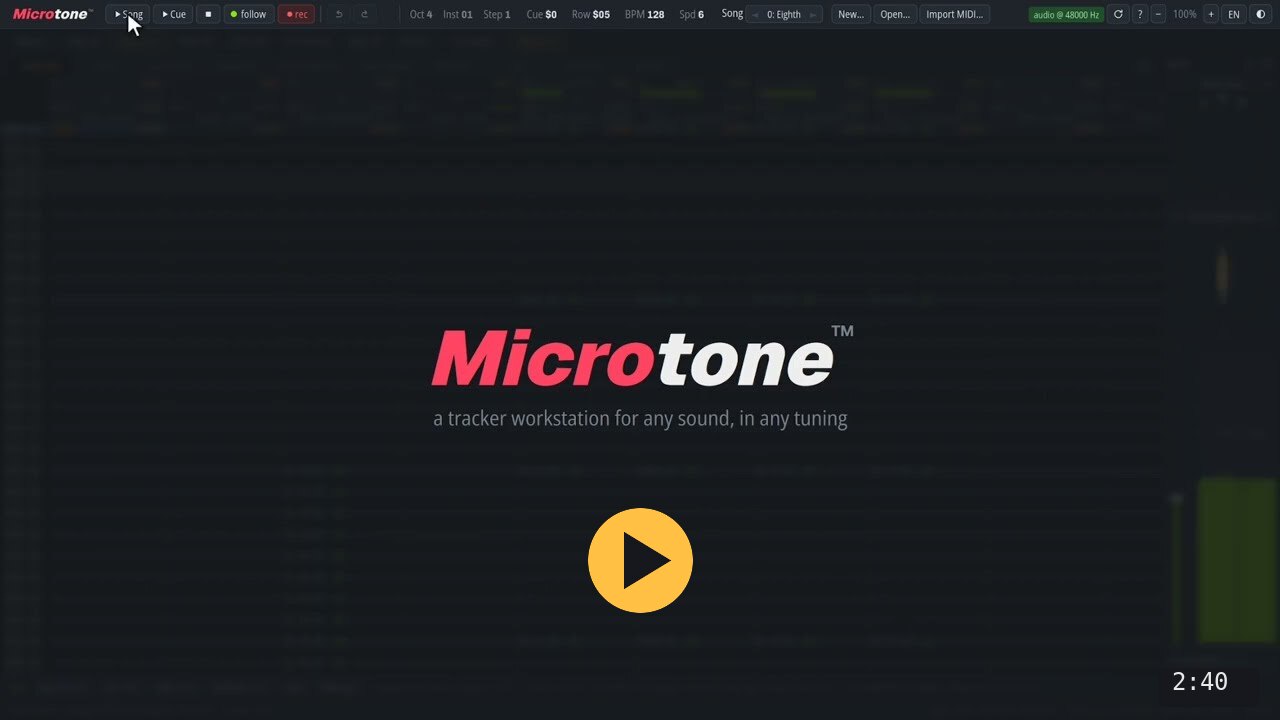 Microtone™ Song Cue follow rec Oct 4 Inst 01 Step 1 Cue $0 Row $05 BPM 128 Spd 6 Song 0: Eighth New... Open... Import MIDI... audio @ 48000 Hz ? − 100% + EN
Microtone™
a tracker workstation for any sound, in any tuning
2:40